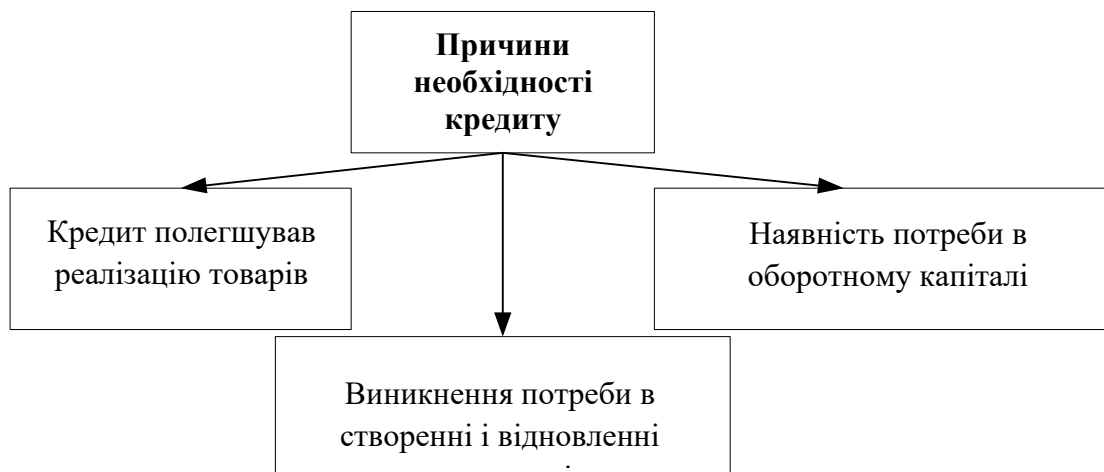 Причини
необхідності
кредиту
Кредит полегшував
реалізацію товарів
Наявність потреби в
оборотному капіталі
Виникнення потреби в
створенні і відновленні